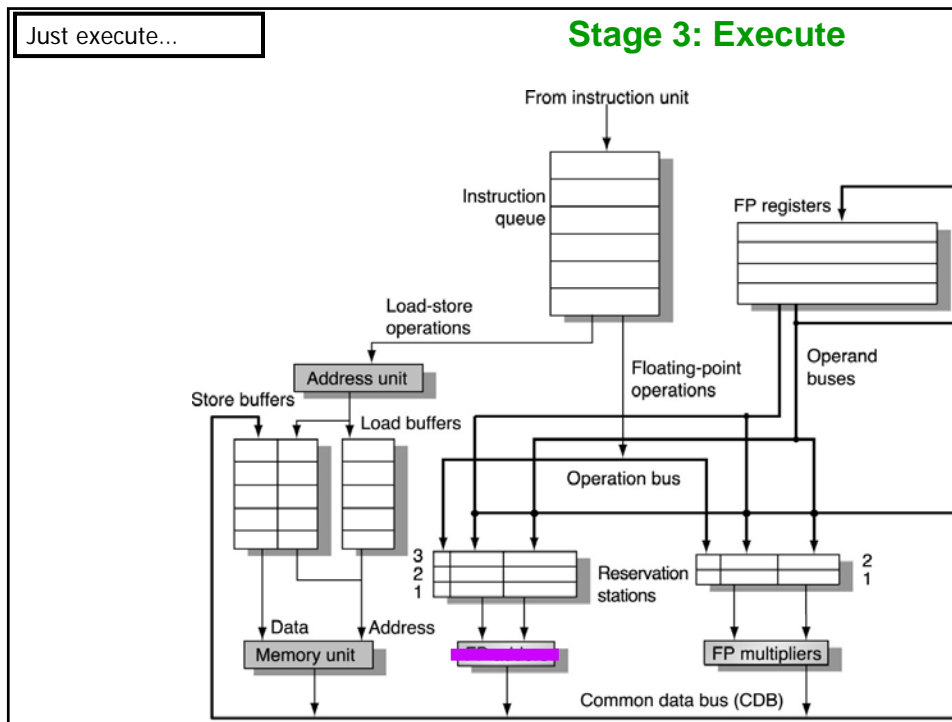 Just execute...
Stage 3: Execute
From instruction unit
Instruction
queue
FP registers
Load-store
operations
Address unit
Floating-point
operations
Operand
buses
Store buffers
Load buffers
Operation bus
3
2
1
Reservation
stations
2
1
Data
Address
Memory unit
FP multipliers
Common data bus (CDB)